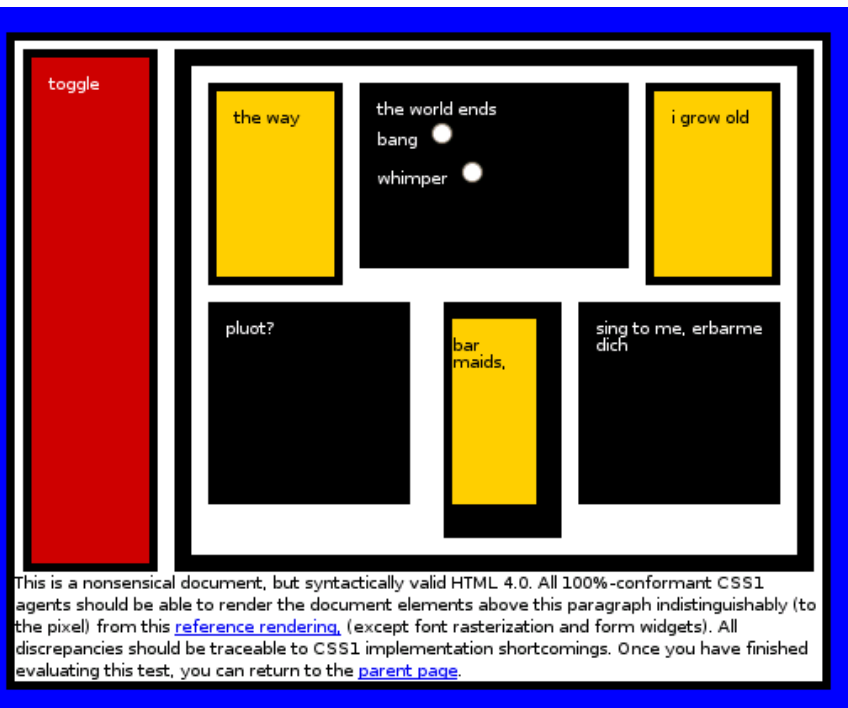 toggle
the way
the world ends
bang
whimper
i grow old
pluot?
bar
maids,
sing to me, erbarme
dich
This is a nonsensical document, but syntactically valid HTML 4.0. All 100%-conformant CSS1
agents should be able to render the document elements above this paragraph indistinguishably (to
the pixel) from this reference rendering, (except font rasterization and form widgets). All
discrepancies should be traceable to CSS1 implementation shortcomings. Once you have finished
evaluating this test, you can return to the parent page.